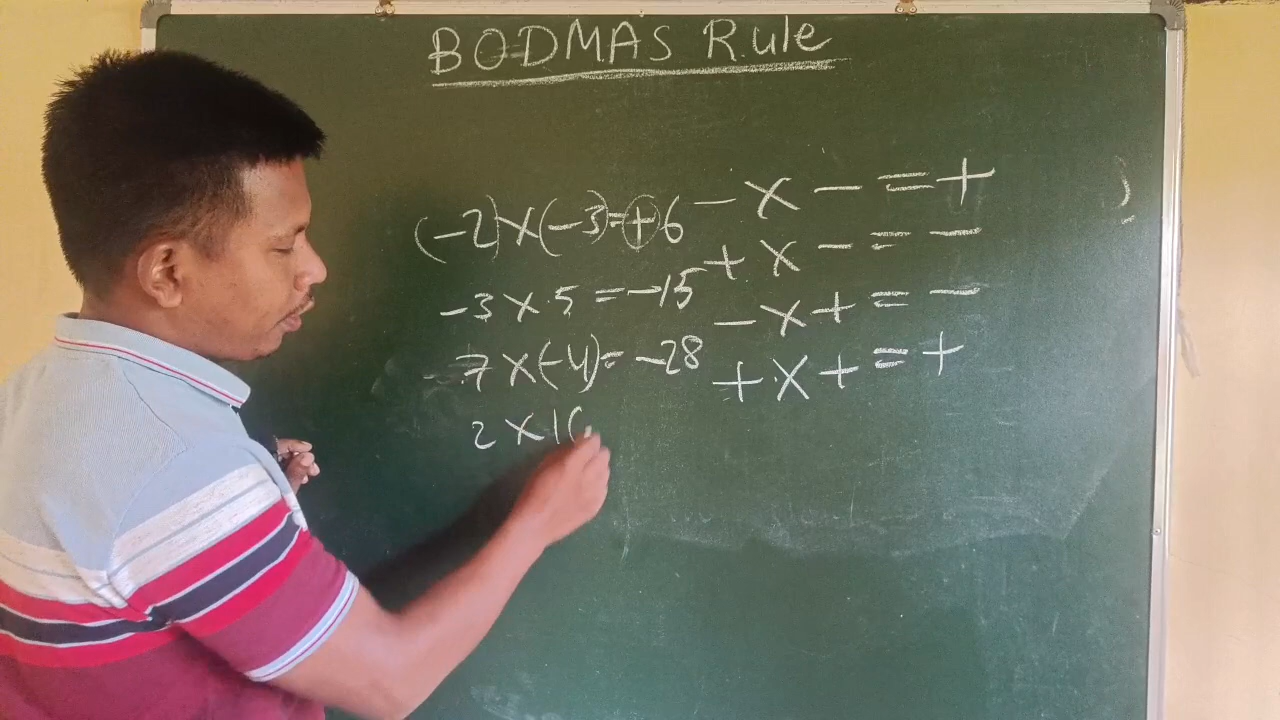 BODMAS Rule
(-2)×(-3)=+6 - × - = +
+ × - = -
-3×5=-15
- × + = -
7×(-4)=-28
+ × + = +
2×10